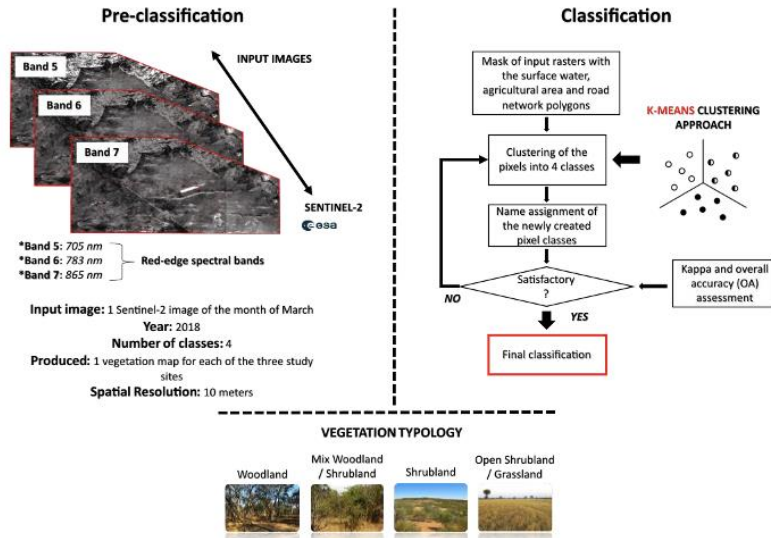 Pre-classification
INPUT IMAGES
Band 5
Band 6
Band 7
SENTINEL-2
esa
*Band 5: 705 nm
*Band 6: 783 nm
*Band 7: 865 nm
Red-edge spectral bands
Input image: 1 Sentinel-2 image of the month of March
Year: 2018
Number of classes: 4
Produced: 1 vegetation map for each of the three study
sites
Spatial Resolution: 10 meters
Classification
Mask of input rasters with
the surface water,
agricultural area and road
network polygons
K-MEANS CLUSTERING
APPROACH
Clustering of the
pixels into 4 classes
Name assignment of
the newly created
pixel classes
Satisfactory
?
NO
YES
Kappa and overall
accuracy (OA)
assessment
Final classification
VEGETATION TYPOLOGY
Woodland
Mix Woodland
/ Shrubland
Shrubland
Open Shrubland
/ Grassland